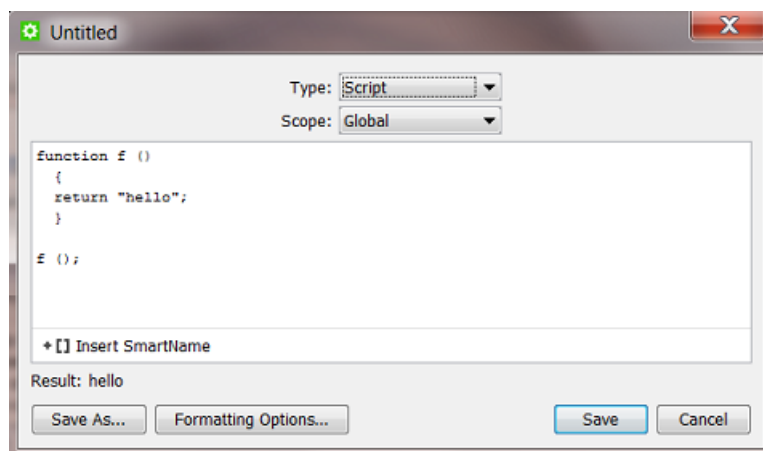 Untitled
X
Type: Script
Scope: Global
function f ()
{
return "hello";
}
f ();
+[] Insert SmartName
Result: hello
Save As... Formatting Options... Save Cancel